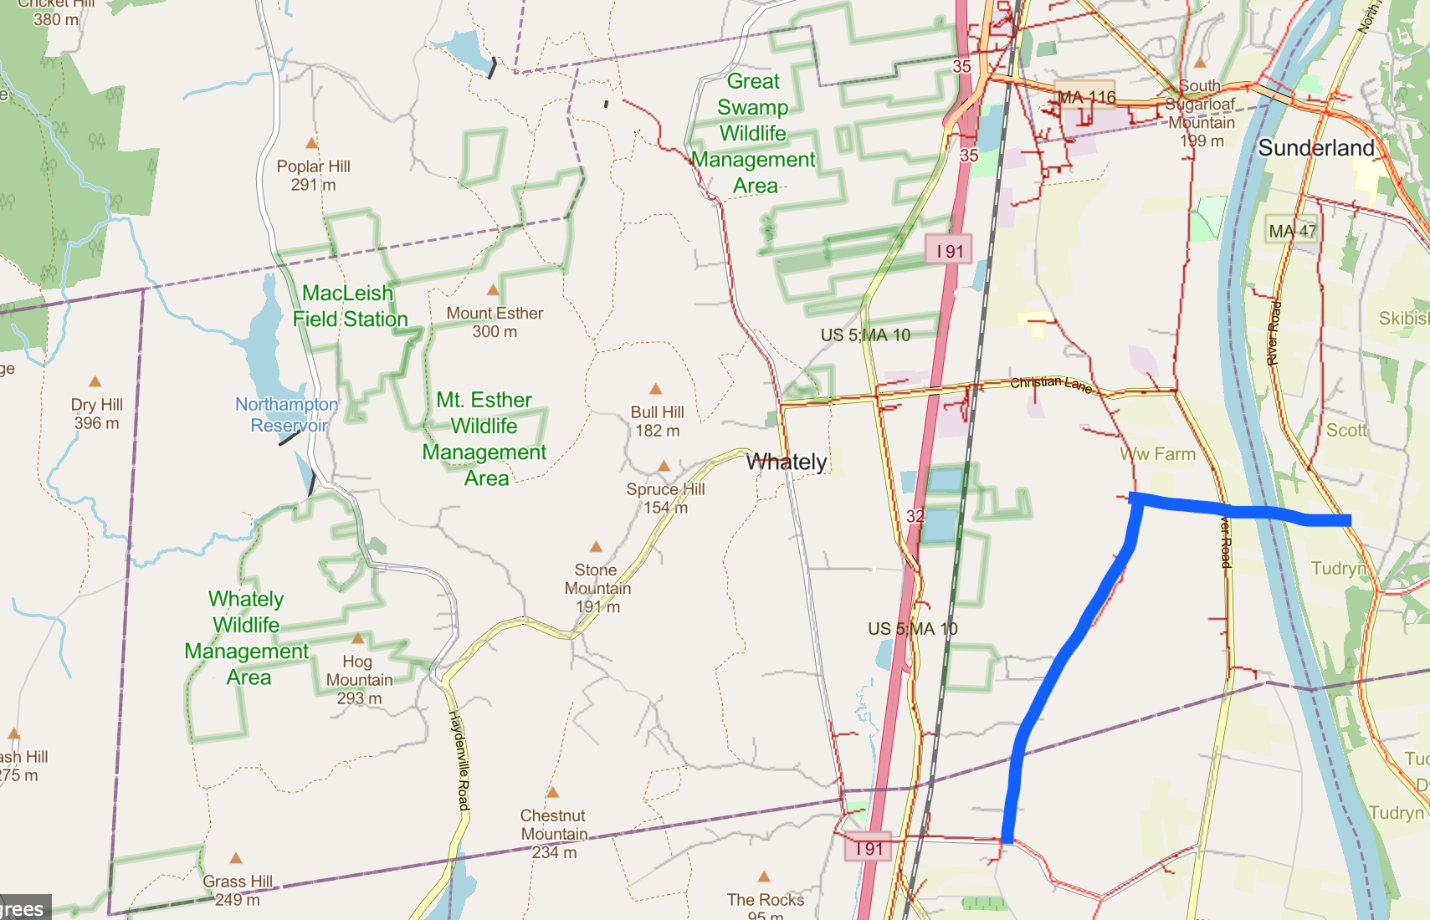 Cricket Hill
380 m
35
Great
Swamp
Wildlife
Management
Area
MA 116
South
Sugarloaf
Mountain
199 m
Sunderland
North
35
Poplar Hill
291 m
MA 47
I 91
MacLeish
Field Station
Mount Esther
300 m
US 5;MA 10
River Road
Skibis
ge
Dry Hill
396 m
Northampton
Reservoir
Mt. Esther
Wildlife
Management
Area
Bull Hill
182 m
Christian Lane
Scott
W/w Farm
Whately
Spruce Hill
154 m
32
River Road
Stone
Mountain
191 m
Tudryn
Whately
Wildlife
Management
Area
US 5;MA 10
Hog
Mountain
293 m
ash Hill
275 m
Haydenville Road
Chestnut
Mountain
234 m
Tudryn
I 91
Grass Hill
249 m
The Rocks
95 m
grees